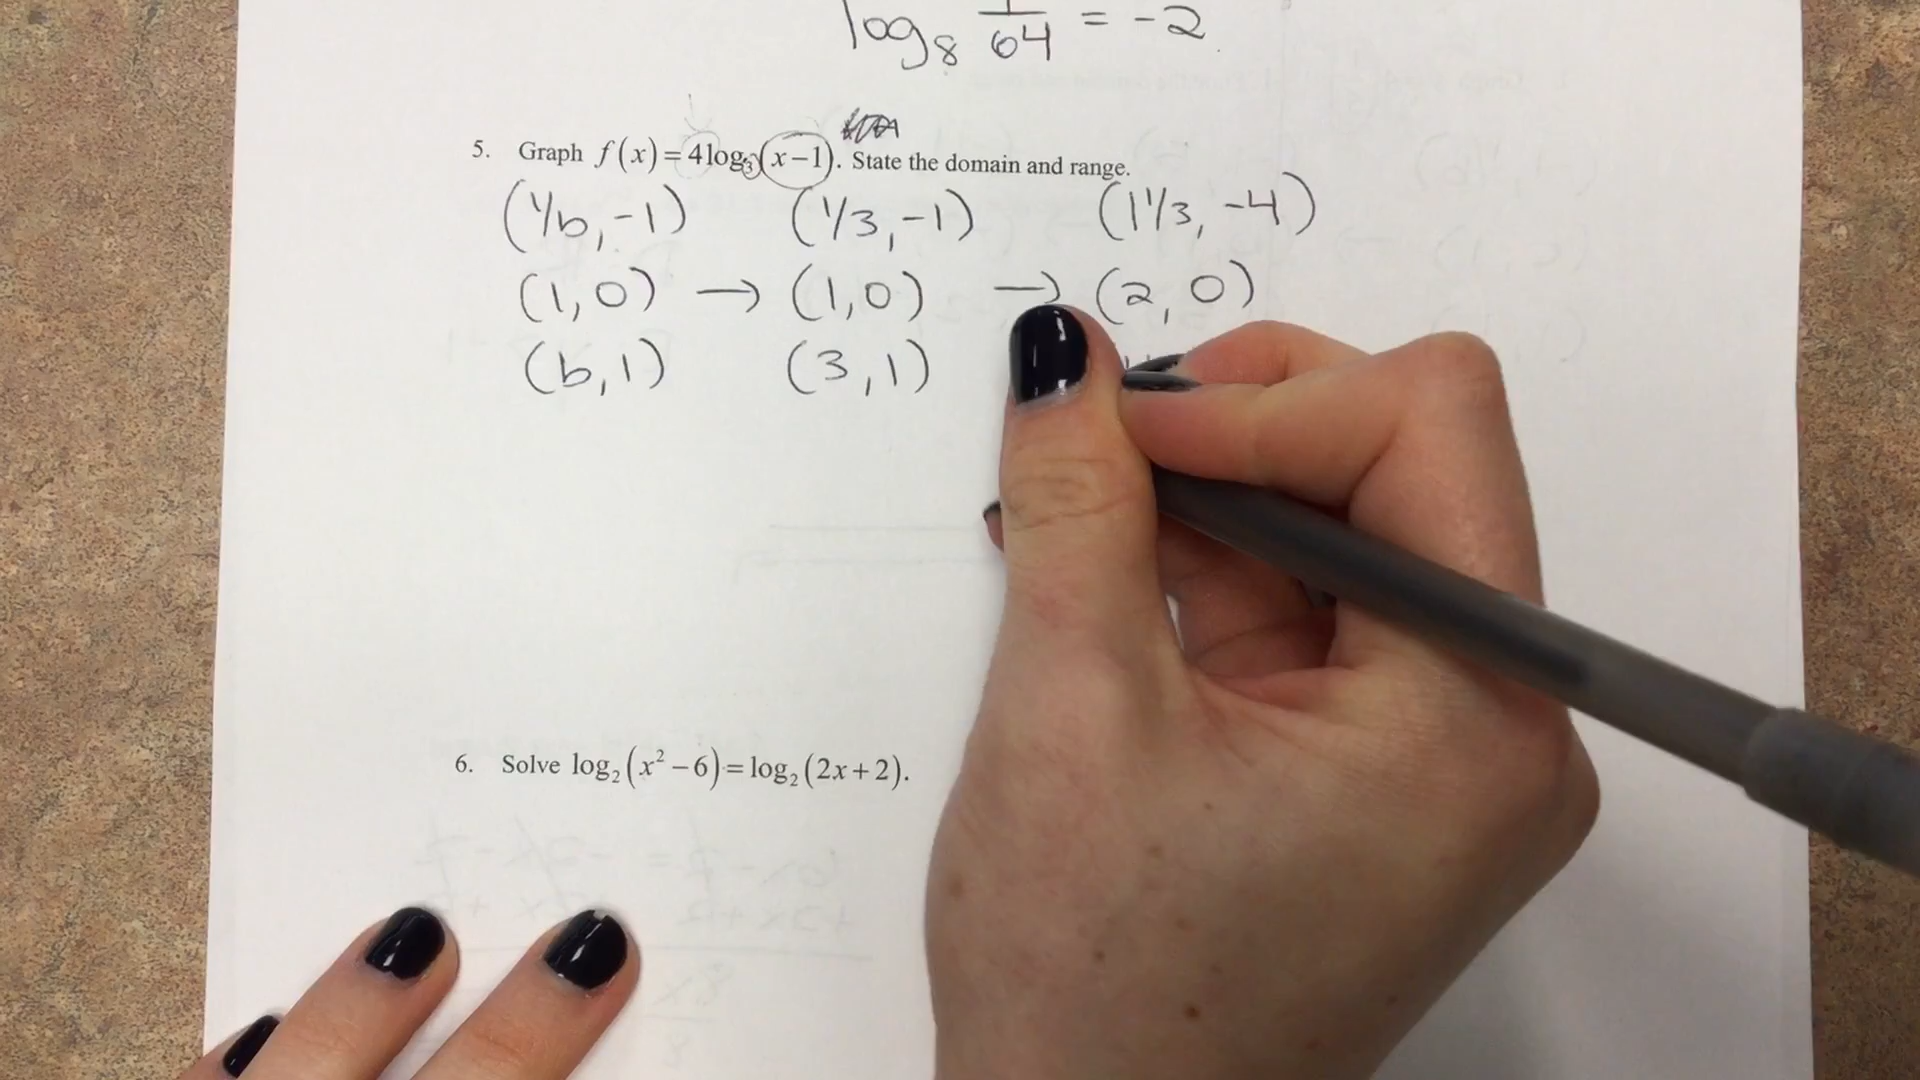 log₈ 1/64 = -2
5. Graph f(x) = 4log₃(x-1). State the domain and range.
(1/b, -1) (1/3, -1) (1 1/3, -4)
(1, 0) → (1, 0) → (2, 0)
(b, 1) (3, 1)
6. Solve log₂(x² - 6) = log₂(2x + 2).